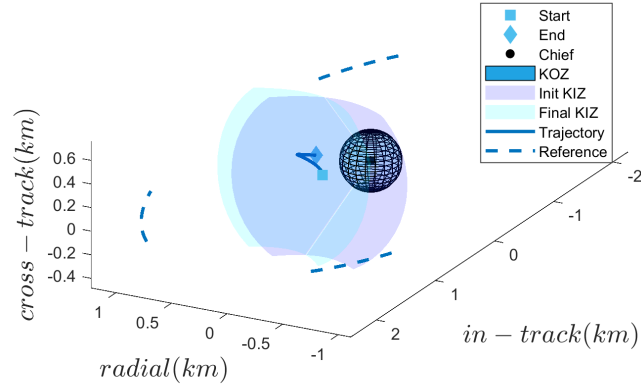 Start
End
Chief
KOZ
Init KIZ
Final KIZ
Trajectory
Reference
0.6
0.4
0.2
0
-0.2
-0.4
cross − track(km)
1
0.5
0
-0.5
-1
radial(km)
2
1
0
-1
-2
in − track(km)